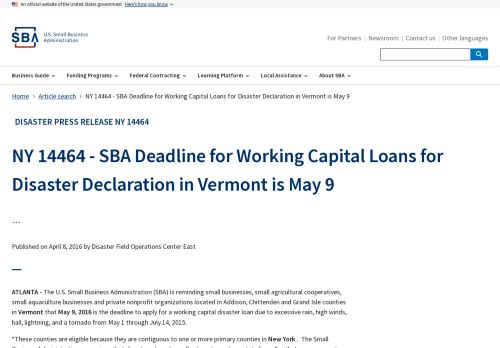 An official website of the United States government Here's how you know
SBA U.S. Small Business Administration
For Partners Newsroom Contact us Other languages
Business Guide Funding Programs Federal Contracting Learning Platform Local Assistance About SBA
Home Article search NY 14464 - SBA Deadline for Working Capital Loans for Disaster Declaration in Vermont is May 9
DISASTER PRESS RELEASE NY 14464
NY 14464 - SBA Deadline for Working Capital Loans for
Disaster Declaration in Vermont is May 9
...
Published on April 8, 2016 by Disaster Field Operations Center East
ATLANTA - The U.S. Small Business Administration (SBA) is reminding small businesses, small agricultural cooperatives,
small aquaculture businesses and private nonprofit organizations located in Addison, Chittenden and Grand Isle counties
in Vermont that May 9, 2016 is the deadline to apply for a working capital disaster loan due to excessive rain, high winds,
hail, lightning, and a tornado from May 1 through July 14, 2015.
"These counties are eligible because they are contiguous to one or more primary counties in New York . The Small